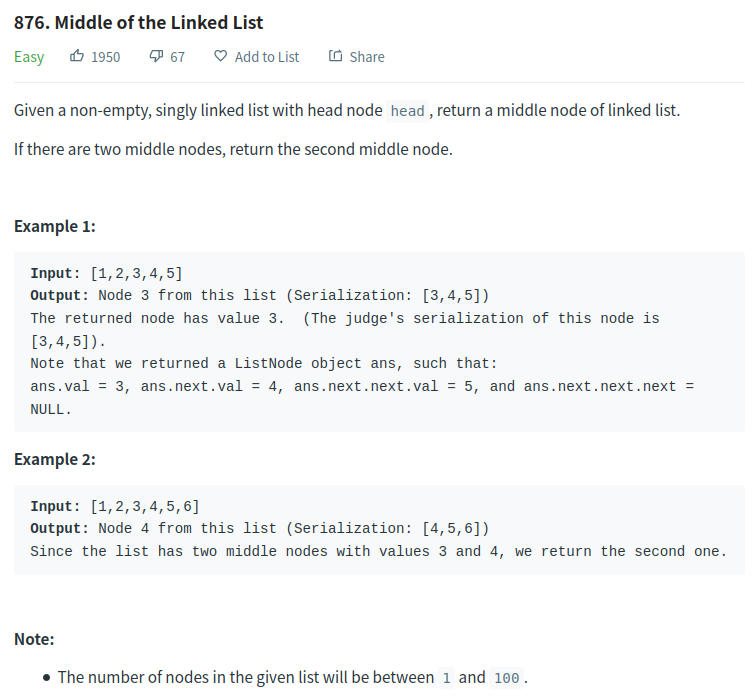 876. Middle of the Linked List
Easy 1950 67 Add to List Share
Given a non-empty, singly linked list with head node head, return a middle node of linked list.
If there are two middle nodes, return the second middle node.
Example 1:
Input: [1,2,3,4,5]
Output: Node 3 from this list (Serialization: [3,4,5])
The returned node has value 3.  (The judge's serialization of this node is
[3,4,5]).
Note that we returned a ListNode object ans, such that:
ans.val = 3, ans.next.val = 4, ans.next.next.val = 5, and ans.next.next.next =
NULL.
Example 2:
Input: [1,2,3,4,5,6]
Output: Node 4 from this list (Serialization: [4,5,6])
Since the list has two middle nodes with values 3 and 4, we return the second one.
Note:
• The number of nodes in the given list will be between 1 and 100.